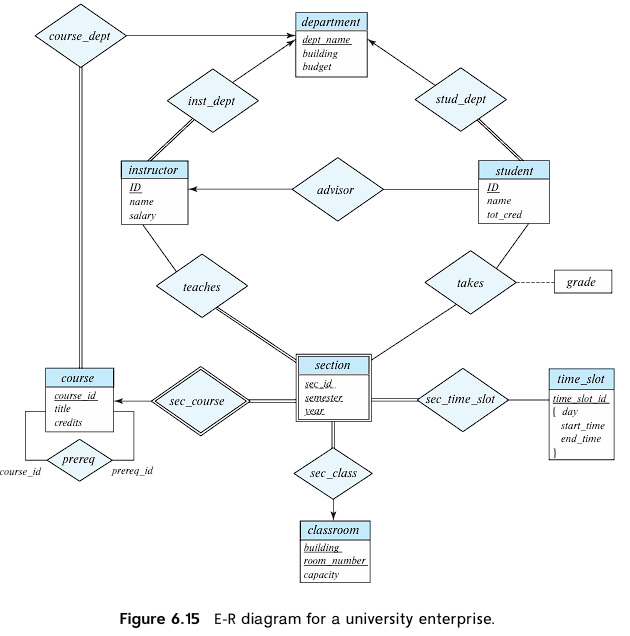 department
course_dept
dept_name
building
budget
inst_dept
stud_dept
instructor
ID
name
salary
advisor
student
ID
name
tot_cred
teaches
takes
grade
section
sec_id
semester
year
course
course_id
title
credits
sec_course
sec_time_slot
time_slot
time_slot_id
{ day
start_time
end_time
}
prereq
course_id
prereq_id
sec_class
classroom
building
room_number
capacity
Figure 6.15 E-R diagram for a university enterprise.